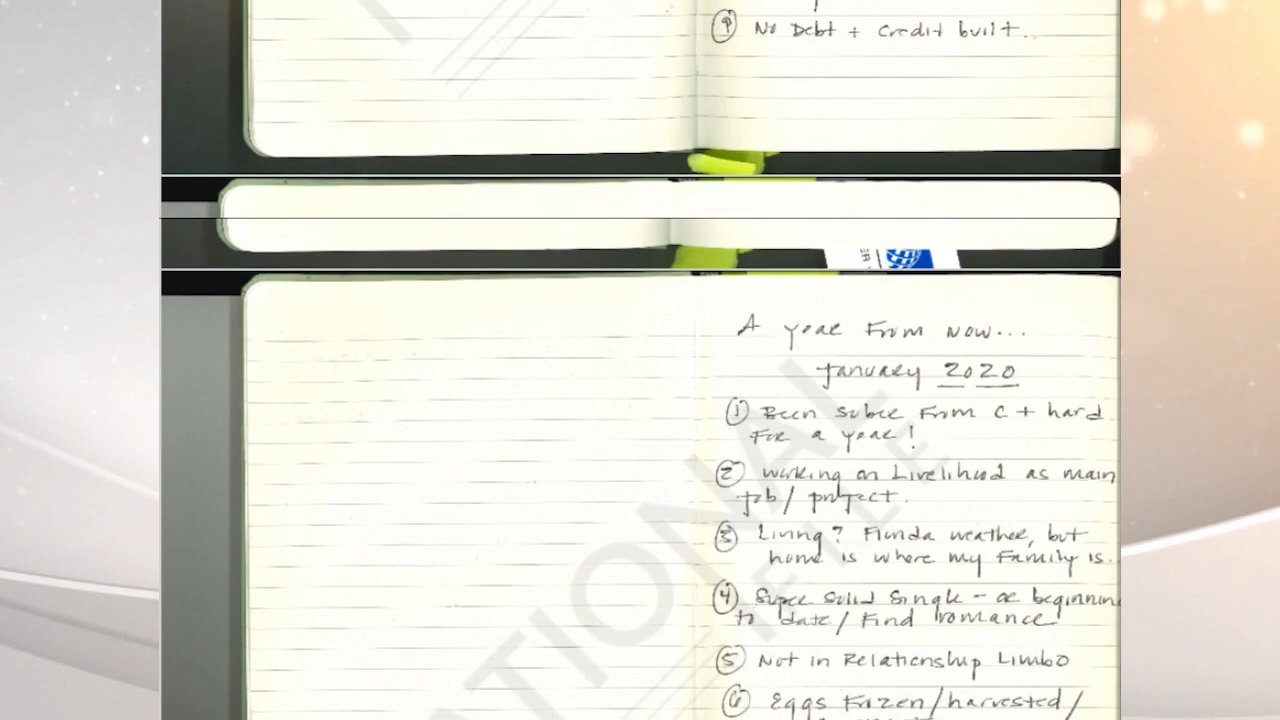 9 No Debt + Credit built.
A year From Now...
January 2020
1 Been Sober From C + hard
For a year!
2 Working on Livelihood as main
job/ project.
3 Living? Florida weather, but
home is where my Family is.
4 Super Solid Single - or beginning
to date/ Find romance
5 Not in Relationship Limbo
6 Eggs Frozen/harvested/
TIONAL
FILE